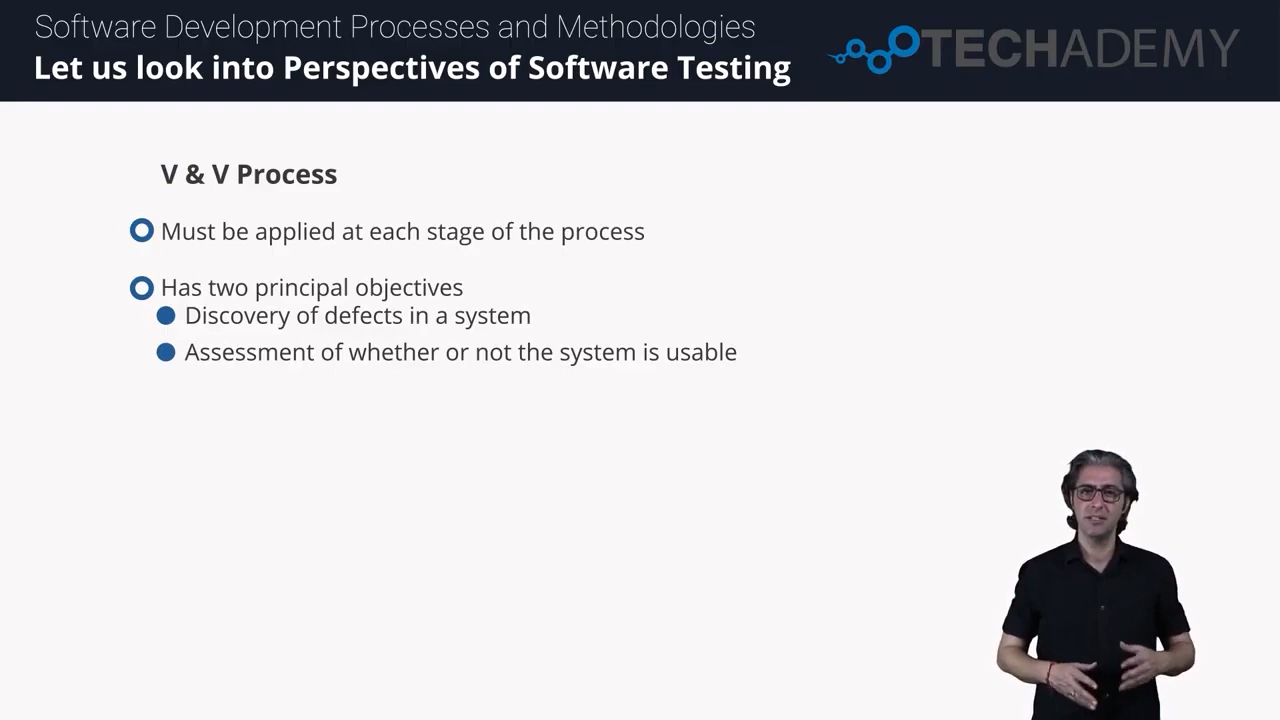 Software Development Processes and Methodologies
Let us look into Perspectives of Software Testing
TECHADEMY
V & V Process
Must be applied at each stage of the process
Has two principal objectives
Discovery of defects in a system
Assessment of whether or not the system is usable